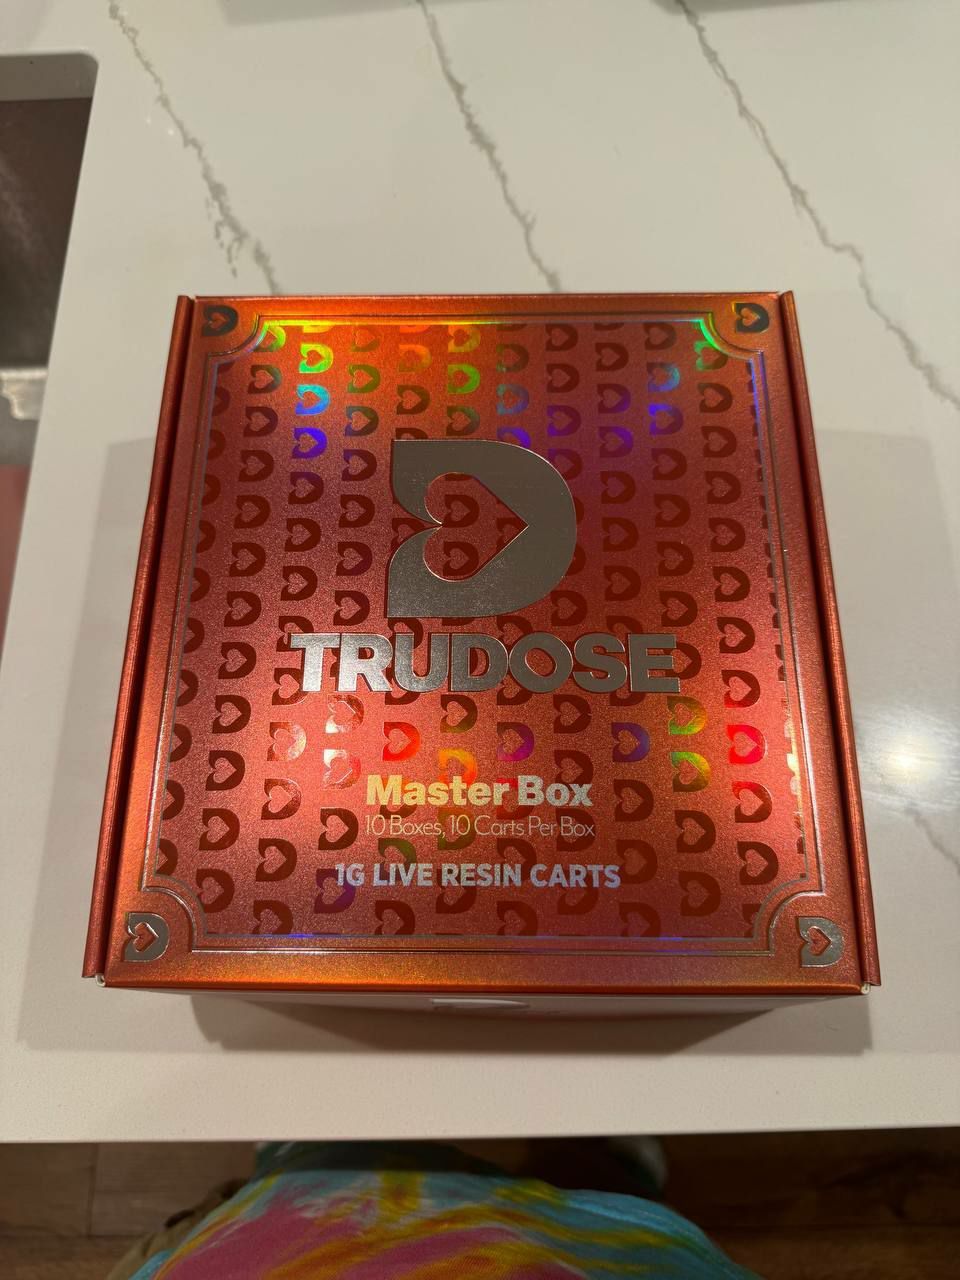 TRUDOSE
Master Box
10 Boxes, 10 Carts Per Box
1G LIVE RESIN CARTS